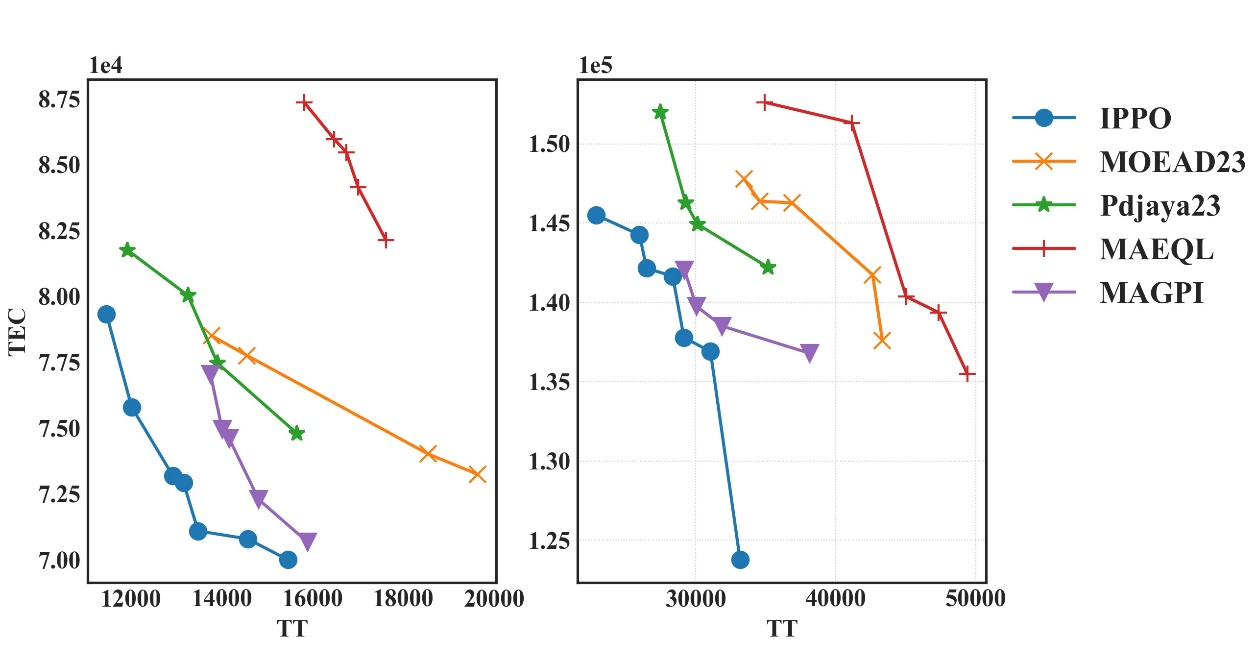 1e4
8.75
8.50
8.25
8.00
7.75
7.50
7.25
7.00
TEC
12000 14000 16000 18000 20000
TT
1e5
1.50
1.45
1.40
1.35
1.30
1.25
30000 40000 50000
TT
IPPO
MOEAD23
Pdjaya23
MAEQL
MAGPI